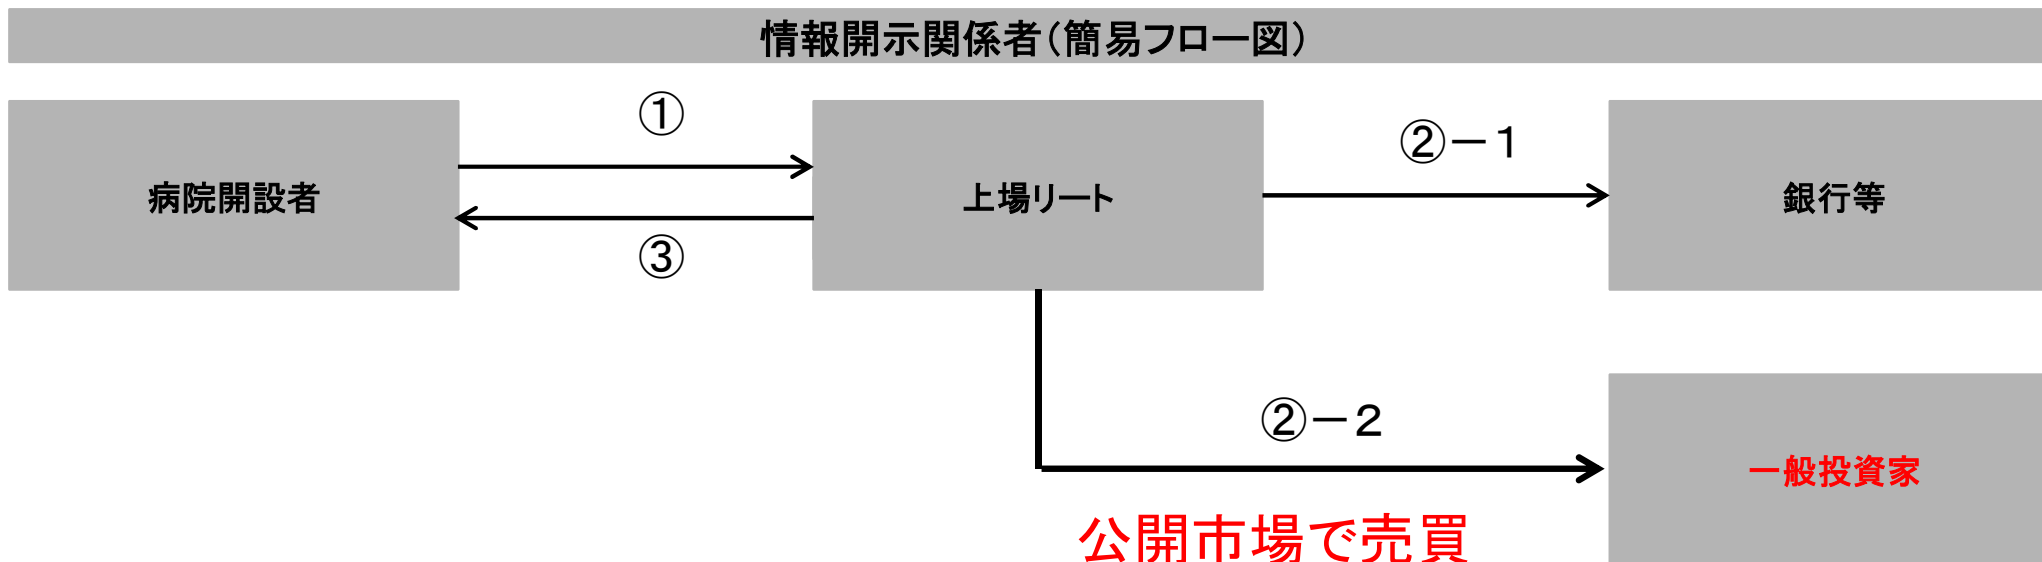 情報開示関係者（簡易フロー図）
①
②－１
病院開設者
上場リート
銀行等
③
②－２
一般投資家
公開市場で売買